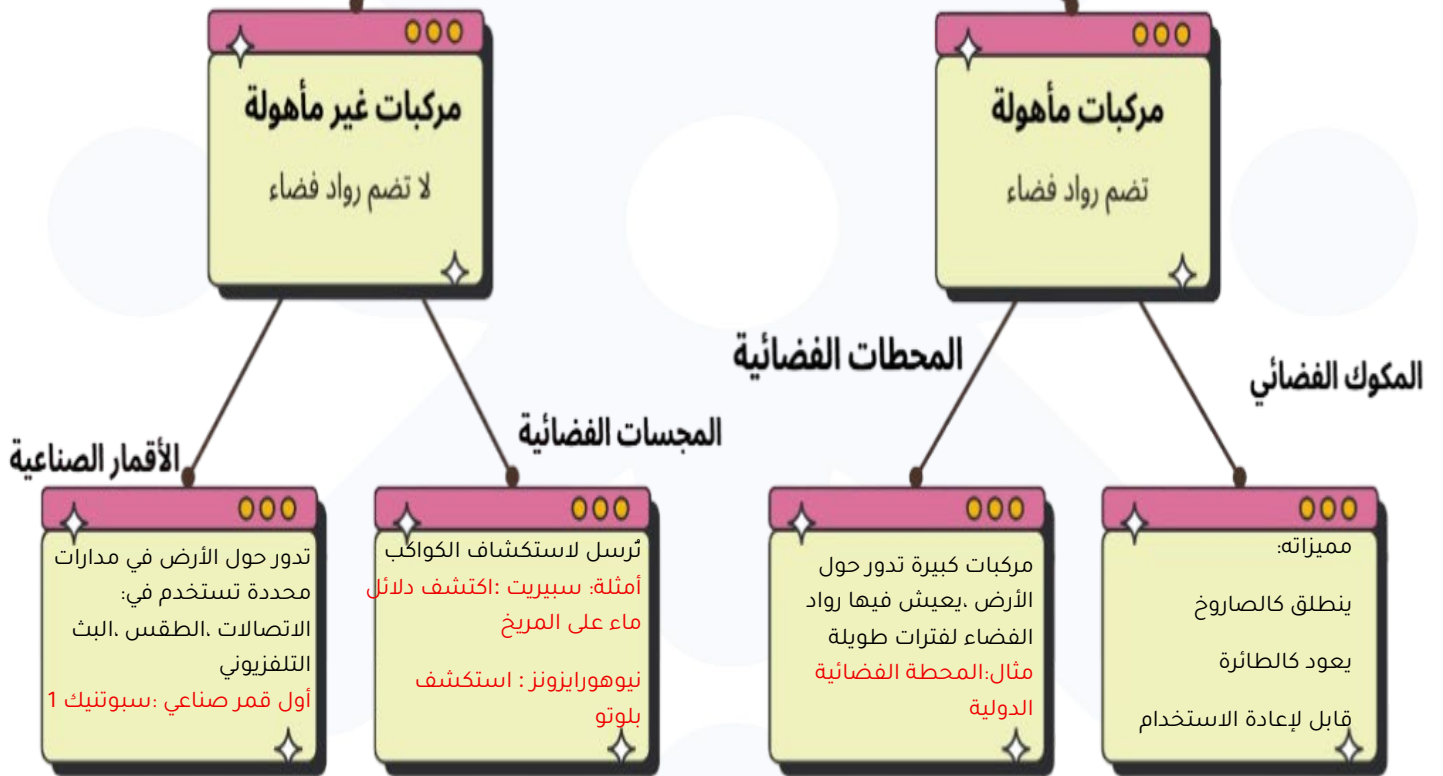 مركبات مأهولة
تضم رواد فضاء
مركبات غير مأهولة
لا تضم رواد فضاء
المكوك الفضائي
مميزاته:
ينطلق كالصاروخ
يعود كالطائرة
قابل لإعادة الاستخدام
المحطات الفضائية
مركبات كبيرة تدور حول
الأرض ،يعيش فيها رواد
الفضاء لفترات طويلة
مثال:المحطة الفضائية
الدولية
المجسات الفضائية
تُرسل لاستكشاف الكواكب
أمثلة: سبيريت :اكتشف دلائل
ماء على المريخ
نيوهورايزونز : استكشف
بلوتو
الأقمار الصناعية
تدور حول الأرض في مدارات
محددة تستخدم في:
الاتصالات ،الطقس ،البث
التلفزيوني
أول قمر صناعي :سبوتنيك 1